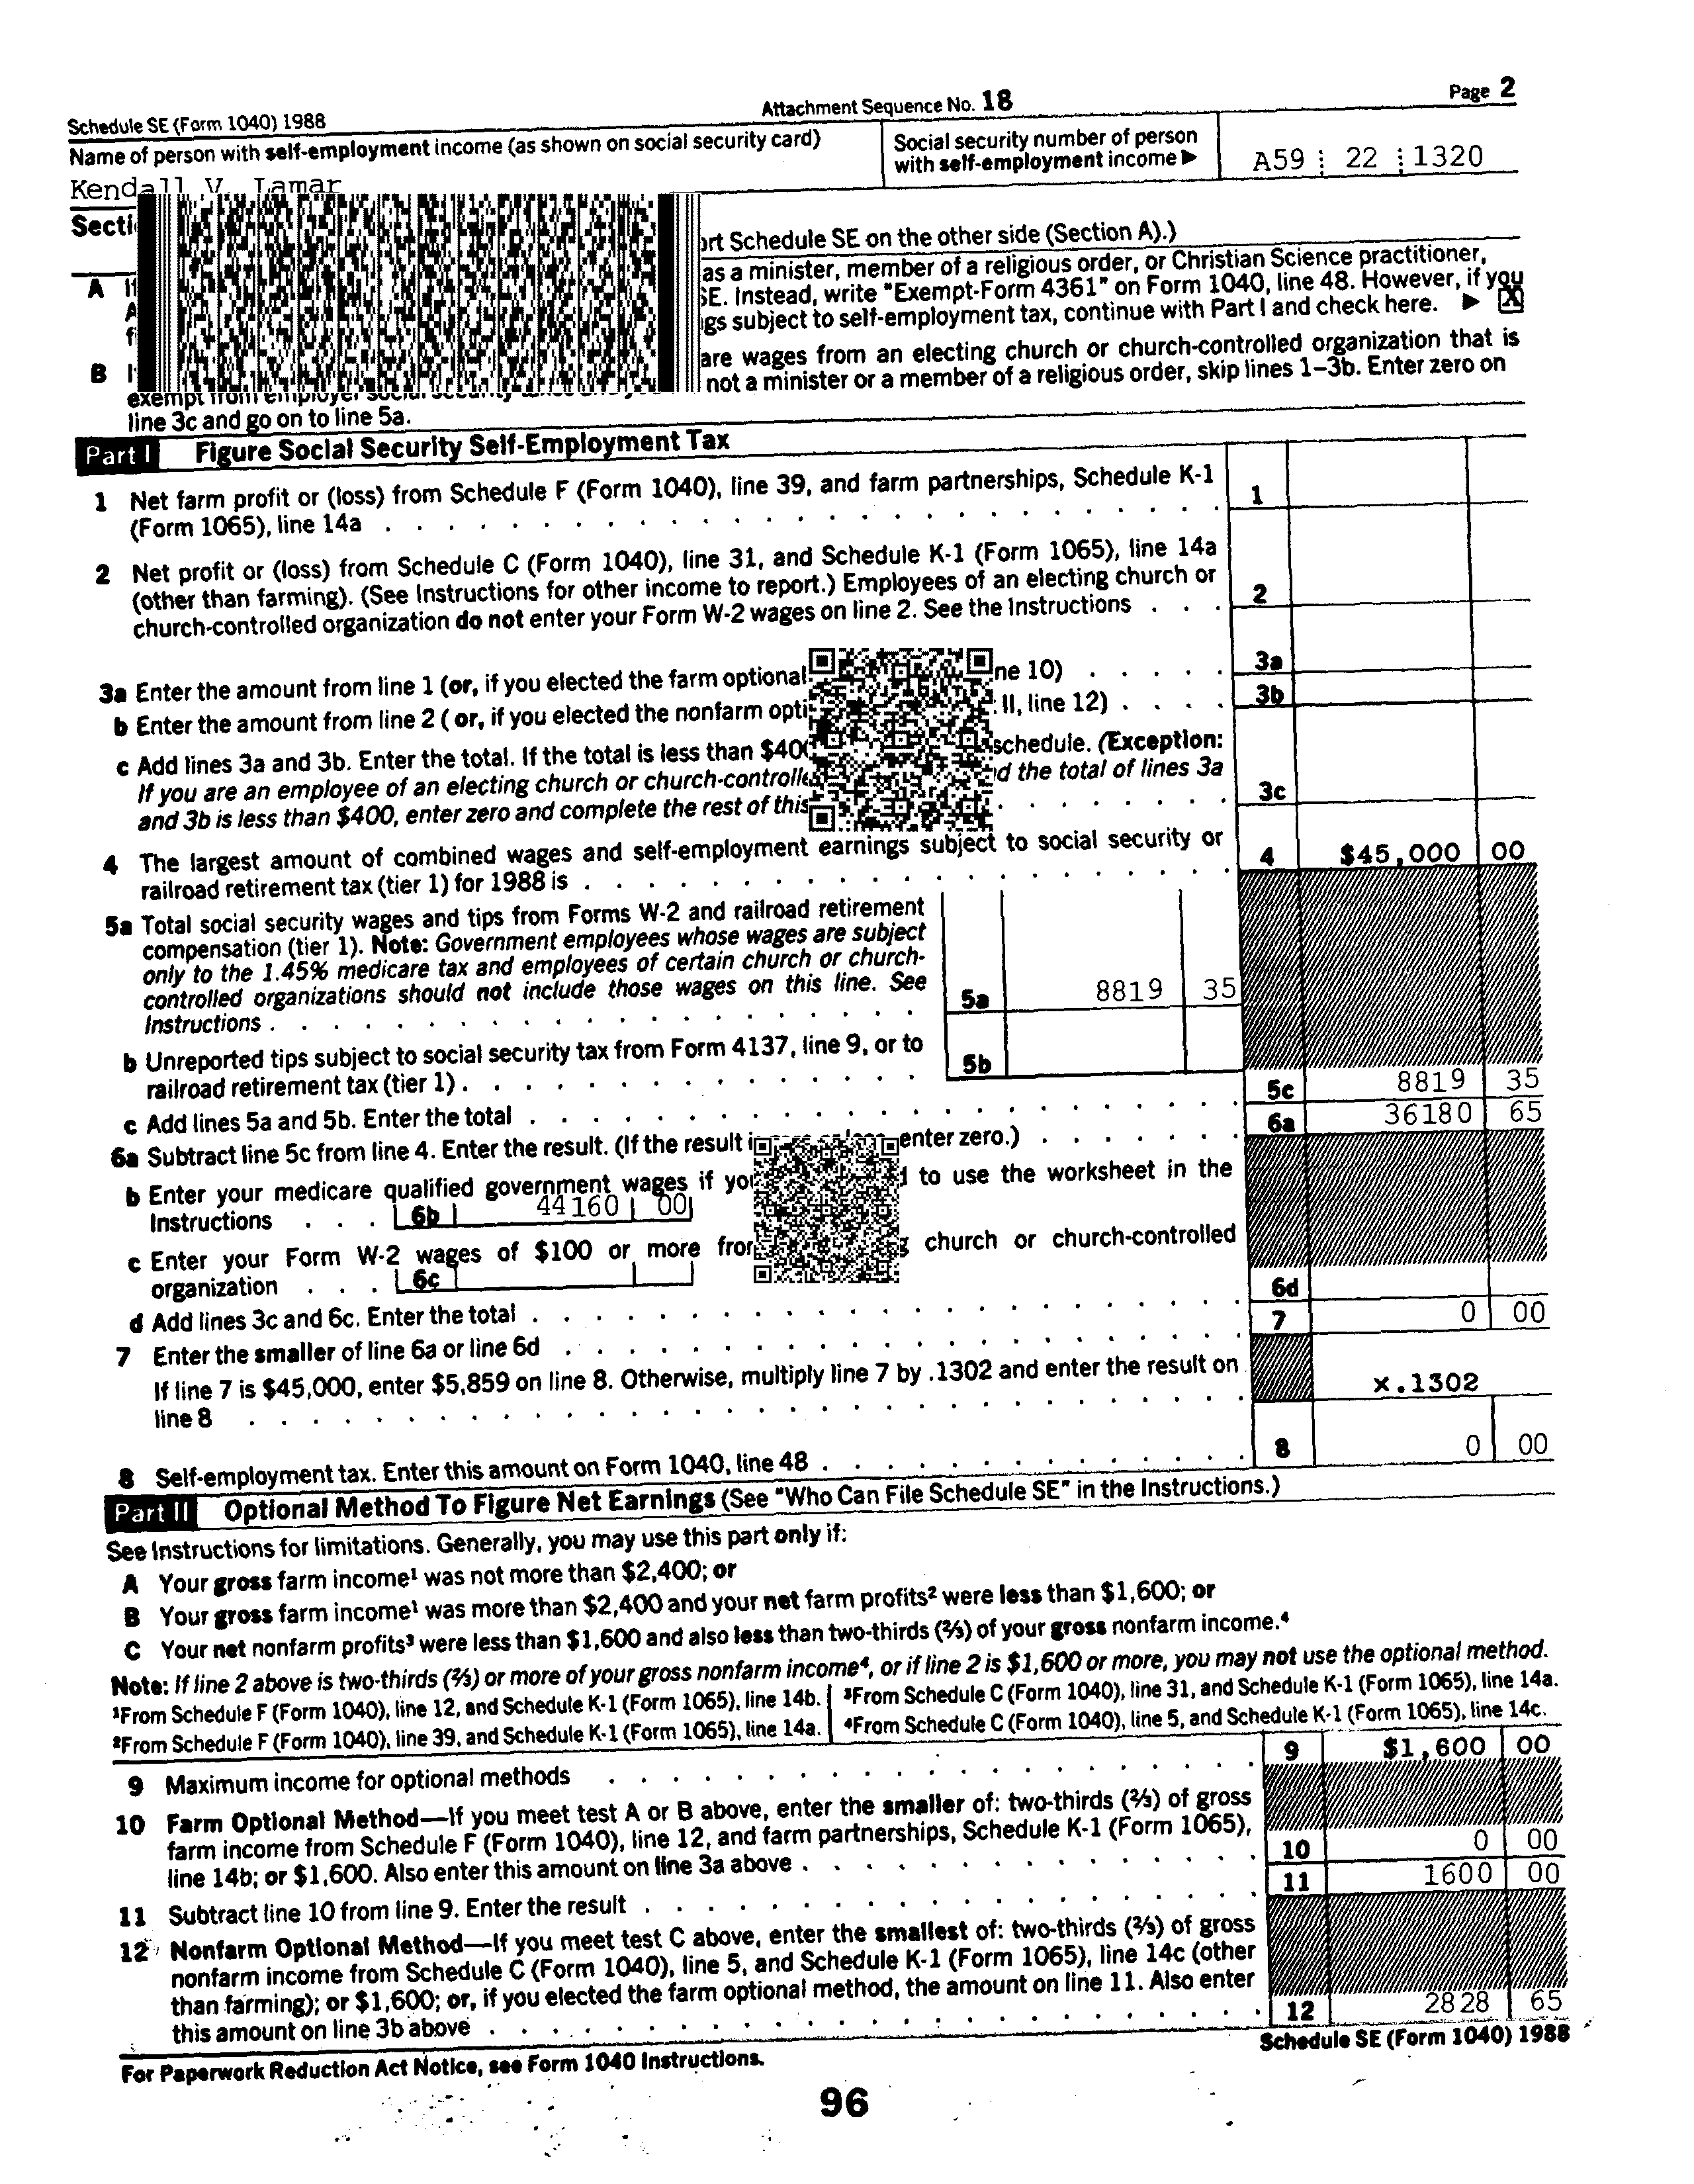 Schedule SE (Form 1040) 1988 Attachment Sequence No. 18 Page 2
Name of person with self-employment income (as shown on social security card)
Social security number of person
with self-employment income ▶ A59 22 1320
Kendall V. Lamar
ort Schedule SE on the other side (Section A).)
A as a minister, member of a religious order, or Christian Science practitioner,
SE. Instead, write "Exempt-Form 4361" on Form 1040, line 48. However, if you
gs subject to self-employment tax, continue with Part I and check here. ▶ X
B are wages from an electing church or church-controlled organization that is
exempt from employer social security not a minister or a member of a religious order, skip lines 1–3b. Enter zero on
line 3c and go on to line 5a.
Part I Figure Social Security Self-Employment Tax
1 Net farm profit or (loss) from Schedule F (Form 1040), line 39, and farm partnerships, Schedule K-1
(Form 1065), line 14a . . . 1
2 Net profit or (loss) from Schedule C (Form 1040), line 31, and Schedule K-1 (Form 1065), line 14a
(other than farming). (See Instructions for other income to report.) Employees of an electing church or
church-controlled organization do not enter your Form W-2 wages on line 2. See the Instructions . . . 2
3a Enter the amount from line 1 (or, if you elected the farm optional ne 10) . . . 3a
b Enter the amount from line 2 ( or, if you elected the nonfarm opti II, line 12) . . . 3b
c Add lines 3a and 3b. Enter the total. If the total is less than $400 schedule. (Exception:
If you are an employee of an electing church or church-controlle d the total of lines 3a
and 3b is less than $400, enter zero and complete the rest of this . . . 3c
4 The largest amount of combined wages and self-employment earnings subject to social security or
railroad retirement tax (tier 1) for 1988 is . . . 4 $45,000 00
5a Total social security wages and tips from Forms W-2 and railroad retirement
compensation (tier 1). Note: Government employees whose wages are subject
only to the 1.45% medicare tax and employees of certain church or church-
controlled organizations should not include those wages on this line. See
Instructions . . . 5a 8819 35
b Unreported tips subject to social security tax from Form 4137, line 9, or to
railroad retirement tax (tier 1) . . . 5b
c Add lines 5a and 5b. Enter the total . . . 5c 8819 35
6a Subtract line 5c from line 4. Enter the result. (If the result enter zero.) . . . 6a 36180 65
b Enter your medicare qualified government wages if you to use the worksheet in the
Instructions . . . 6b 44160 00
c Enter your Form W-2 wages of $100 or more from church or church-controlled
organization . . . 6c
d Add lines 3c and 6c. Enter the total . . . 6d
7 Enter the smaller of line 6a or line 6d . . . 7 0 00
If line 7 is $45,000, enter $5,859 on line 8. Otherwise, multiply line 7 by .1302 and enter the result on
line 8 . . . x.1302
8 Self-employment tax. Enter this amount on Form 1040, line 48 . . . 8 0 00
Part II Optional Method To Figure Net Earnings (See "Who Can File Schedule SE" in the Instructions.)
See Instructions for limitations. Generally, you may use this part only if:
A Your gross farm income¹ was not more than $2,400; or
B Your gross farm income¹ was more than $2,400 and your net farm profits² were less than $1,600; or
C Your net nonfarm profits³ were less than $1,600 and also less than two-thirds (⅔) of your gross nonfarm income.⁴
Note: If line 2 above is two-thirds (⅔) or more of your gross nonfarm income⁴, or if line 2 is $1,600 or more, you may not use the optional method.
¹From Schedule F (Form 1040), line 12, and Schedule K-1 (Form 1065), line 14b. ³From Schedule C (Form 1040), line 31, and Schedule K-1 (Form 1065), line 14a.
²From Schedule F (Form 1040), line 39, and Schedule K-1 (Form 1065), line 14a. ⁴From Schedule C (Form 1040), line 5, and Schedule K-1 (Form 1065), line 14c.
9 Maximum income for optional methods . . . 9 $1,600 00
10 Farm Optional Method—If you meet test A or B above, enter the smaller of: two-thirds (⅔) of gross
farm income from Schedule F (Form 1040), line 12, and farm partnerships, Schedule K-1 (Form 1065),
line 14b; or $1,600. Also enter this amount on line 3a above . . . 10 0 00
11 Subtract line 10 from line 9. Enter the result . . . 11 1600 00
12 Nonfarm Optional Method—If you meet test C above, enter the smallest of: two-thirds (⅔) of gross
nonfarm income from Schedule C (Form 1040), line 5, and Schedule K-1 (Form 1065), line 14c (other
than farming); or $1,600; or, if you elected the farm optional method, the amount on line 11. Also enter
this amount on line 3b above . . . 12 2828 65
For Paperwork Reduction Act Notice, see Form 1040 Instructions. Schedule SE (Form 1040) 1988
96